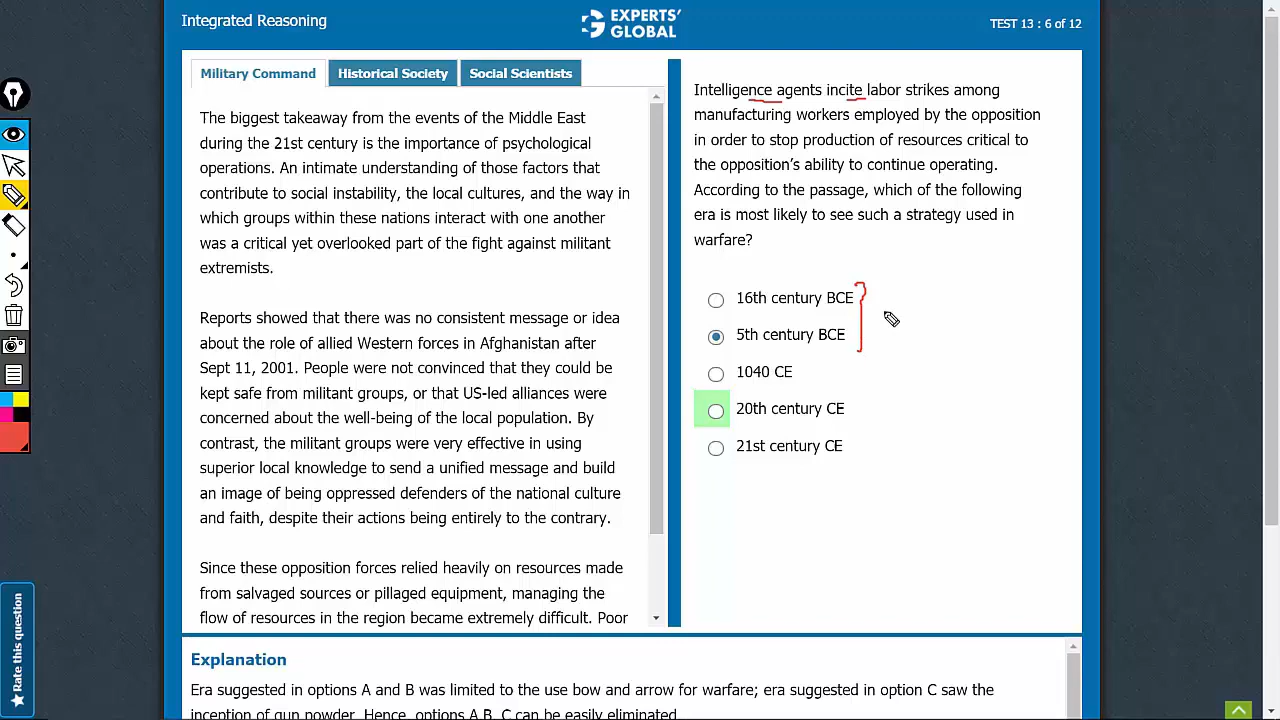 Integrated Reasoning
EXPERTS'
GLOBAL
TEST 13 : 6 of 12
Military Command
Historical Society
Social Scientists
The biggest takeaway from the events of the Middle East
during the 21st century is the importance of psychological
operations. An intimate understanding of those factors that
contribute to social instability, the local cultures, and the way in
which groups within these nations interact with one another
was a critical yet overlooked part of the fight against militant
extremists.
Reports showed that there was no consistent message or idea
about the role of allied Western forces in Afghanistan after
Sept 11, 2001. People were not convinced that they could be
kept safe from militant groups, or that US-led alliances were
concerned about the well-being of the local population. By
contrast, the militant groups were very effective in using
superior local knowledge to send a unified message and build
an image of being oppressed defenders of the national culture
and faith, despite their actions being entirely to the contrary.
Since these opposition forces relied heavily on resources made
from salvaged sources or pillaged equipment, managing the
flow of resources in the region became extremely difficult. Poor
Intelligence agents incite labor strikes among
manufacturing workers employed by the opposition
in order to stop production of resources critical to
the opposition's ability to continue operating.
According to the passage, which of the following
era is most likely to see such a strategy used in
warfare?
16th century BCE
5th century BCE
1040 CE
20th century CE
21st century CE
Explanation
Era suggested in options A and B was limited to the use bow and arrow for warfare; era suggested in option C saw the
inception of gun powder. Hence, options A,B, C can be easily eliminated.
Rate this question